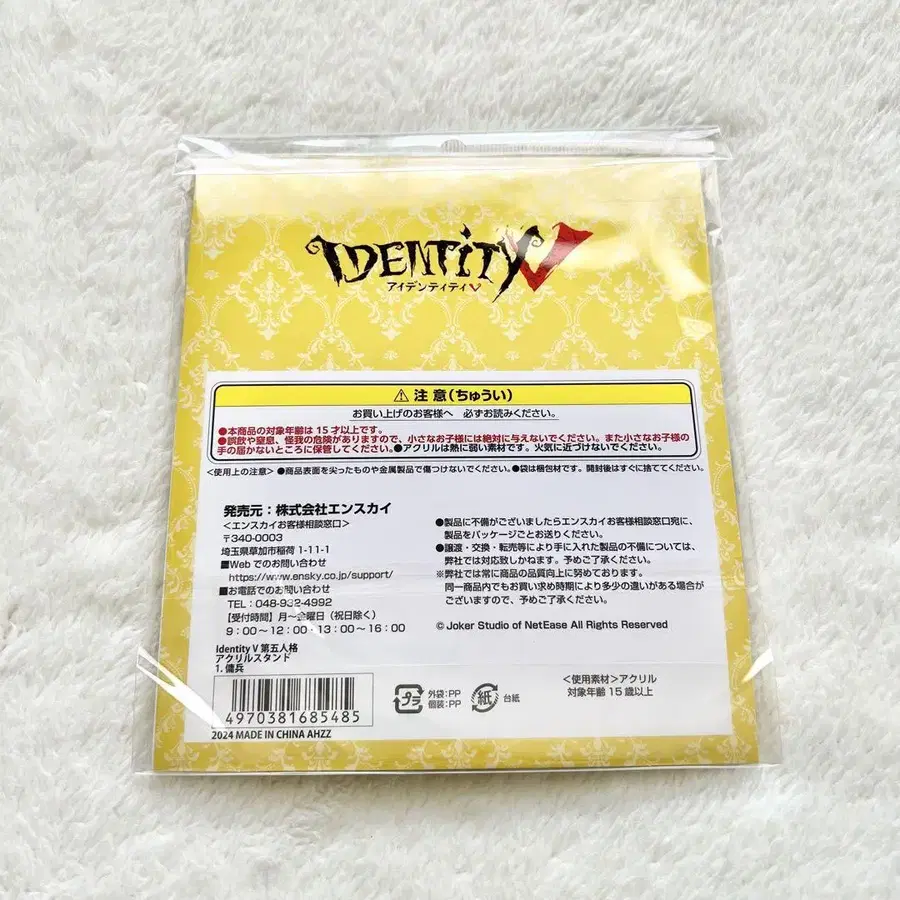 IDENTITY V
アイデンティティV
⚠ 注意(ちゅうい)
お買い上げのお客様へ 必ずお読みください。
●本商品の対象年齢は15才以上です。
●誤飲や窒息、怪我の危険がありますので、小さなお子様には絶対に与えないでください。また小さなお子様の
手の届かないところに保管してください。●アクリルは熱に弱い素材です。火気に近づけないでください。
<使用上の注意> ●商品表面を尖ったものや金属製品で傷つけないでください。●袋は梱包材です。開封後はすぐに捨ててください。
発売元:株式会社エンスカイ
<エンスカイお客様相談窓口>
〒340-0003
埼玉県草加市稲荷 1-11-1
■Web でのお問い合わせ
https://www.ensky.co.jp/support/
■お電話でのお問い合わせ
TEL:048-932-4992
【受付時間】月~金曜日(祝日除く)
9:00~12:00・13:00~16:00
●製品に不備がございましたらエンスカイお客様相談窓口宛に、
製品をパッケージごとお送りください。
●譲渡・交換・転売等により手に入れた製品の不備については、
弊社では対応致しかねます。予めご了承ください。
※弊社では常に商品の品質向上に努めております。
同一商品内でもお買い求め時期により多少の違いがある場合が
ございますので、予めご了承ください。
© Joker Studio of NetEase All Rights Reserved
Identity V 第五人格
アクリルスタンド
1. 傭兵
4970381685485
2024 MADE IN CHINA AHZZ
プラ
外袋:PP
個装:PP
紙
台紙
<使用素材>アクリル
対象年齢 15 歳以上